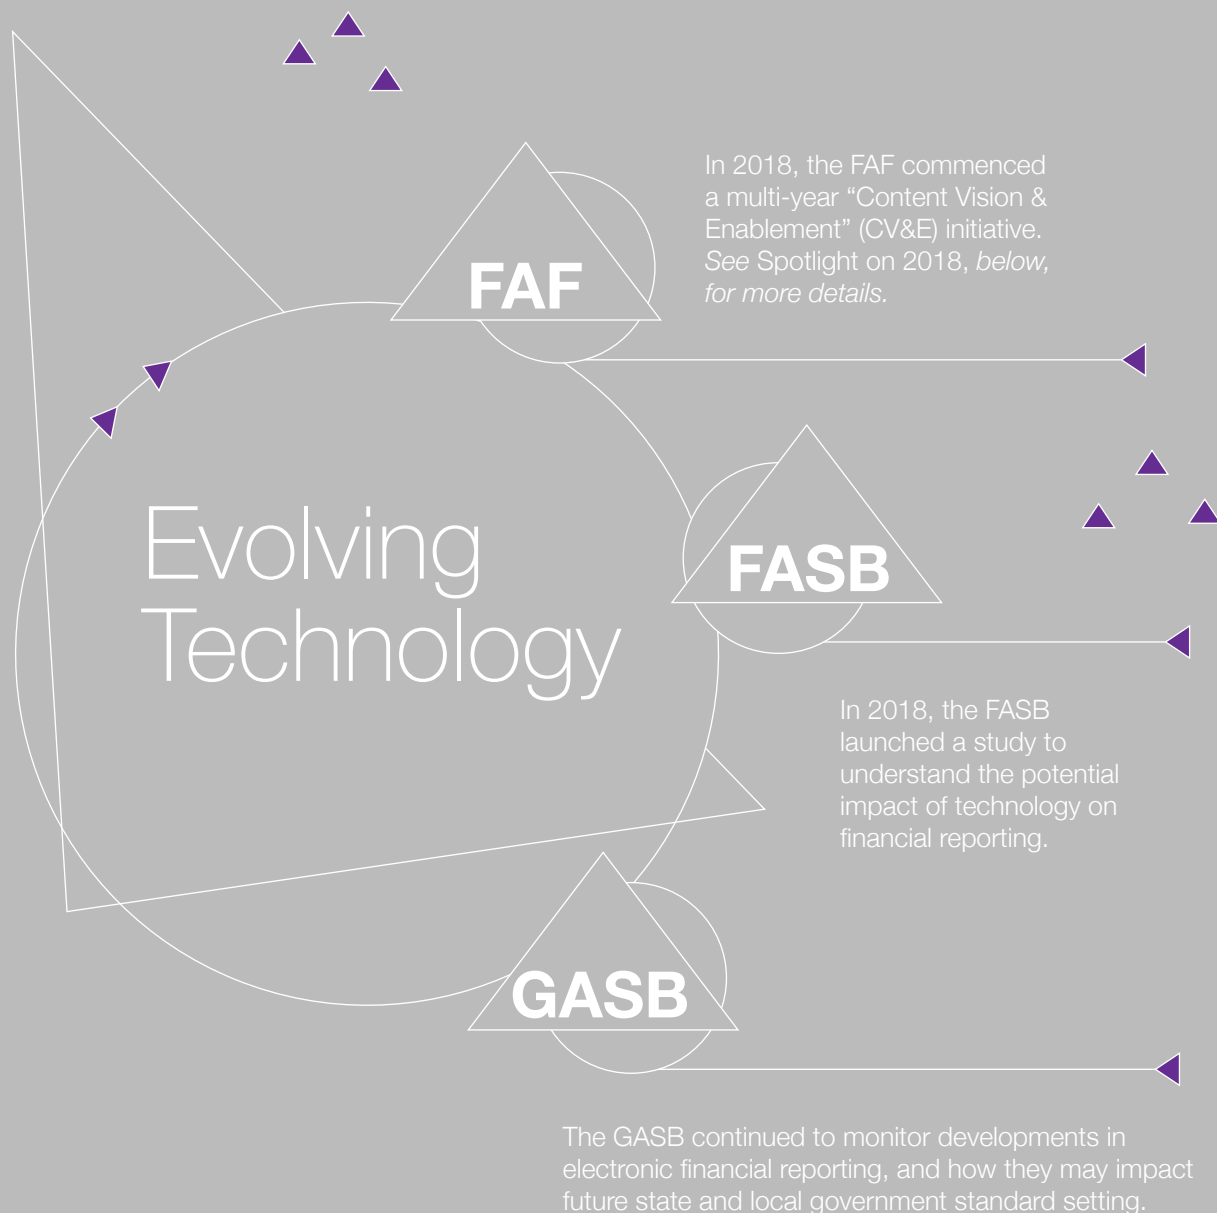 In 2018, the FAF commenced
a multi-year “Content Vision &
Enablement” (CV&E) initiative.
See Spotlight on 2018, below,
for more details.
FAF
Evolving
Technology
FASB
In 2018, the FASB
launched a study to
understand the potential
impact of technology on
financial reporting.
GASB
The GASB continued to monitor developments in
electronic financial reporting, and how they may impact
future state and local government standard setting.